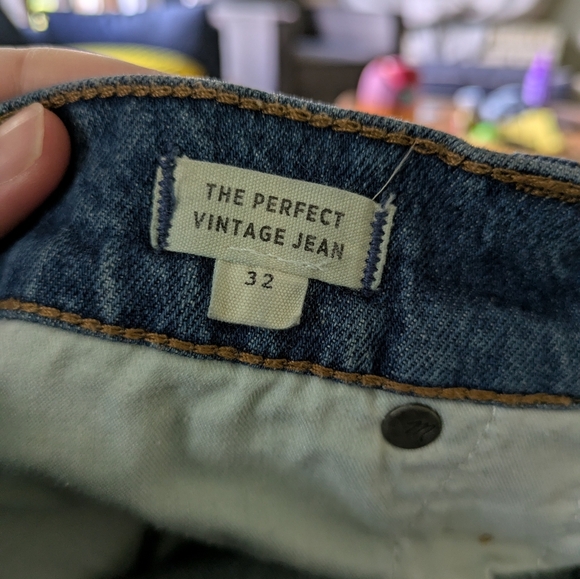 THE PERFECT
VINTAGE JEAN
32